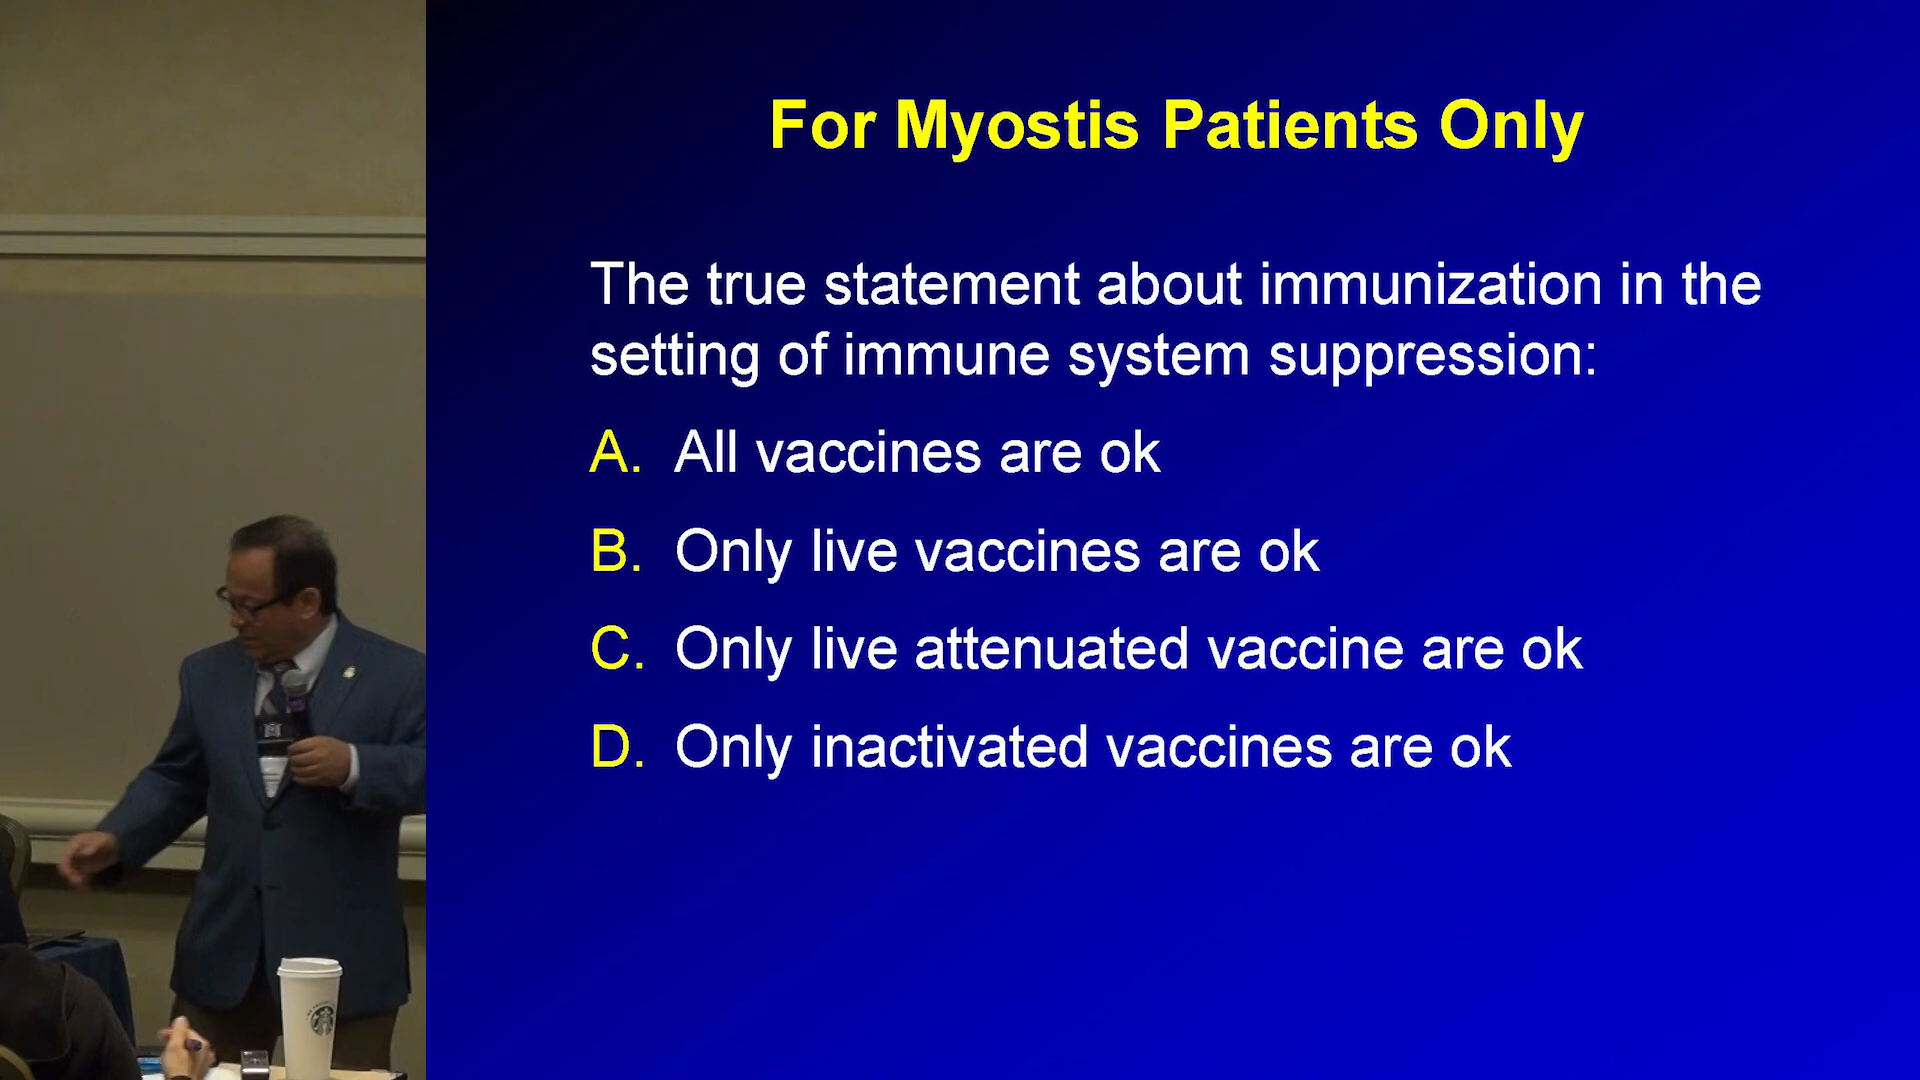 For Myostis Patients Only
The true statement about immunization in the
setting of immune system suppression:
A. All vaccines are ok
B. Only live vaccines are ok
C. Only live attenuated vaccine are ok
D. Only inactivated vaccines are ok